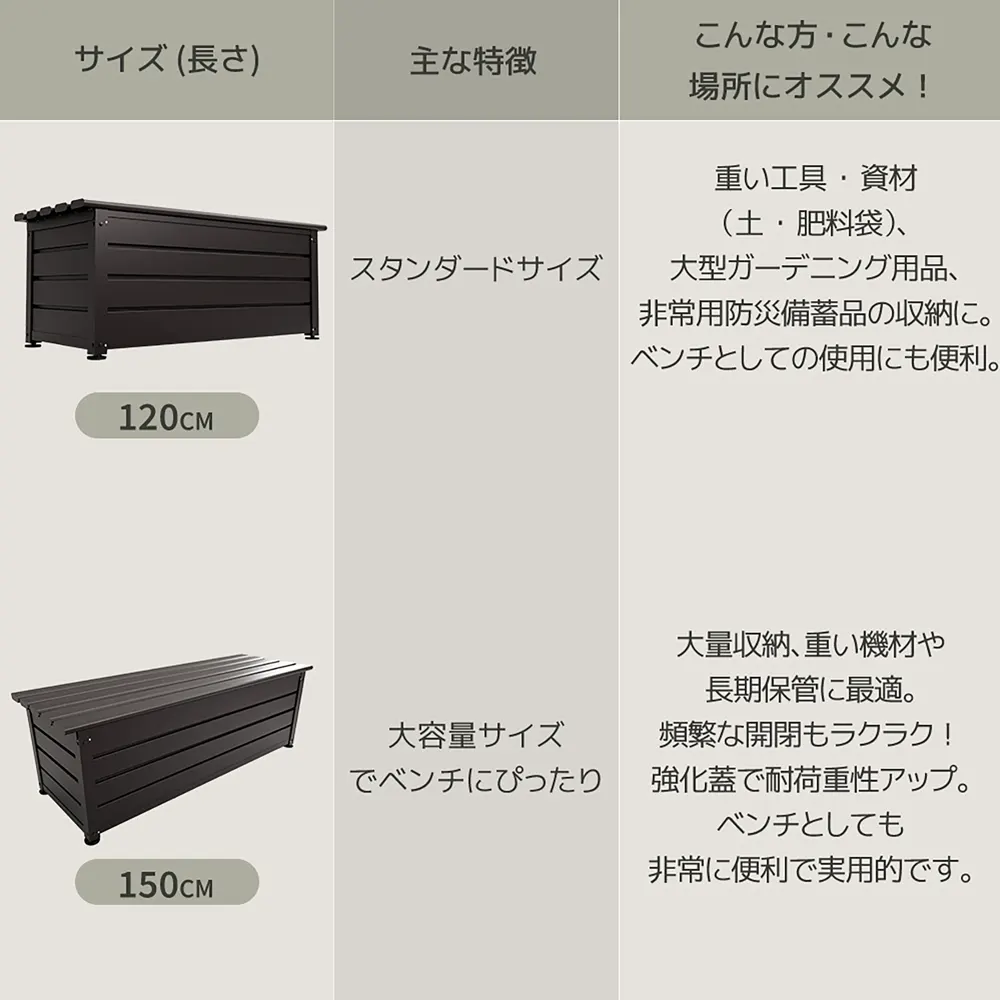 サイズ (長さ)
主な特徴
こんな方・こんな
場所にオススメ！
120CM
スタンダードサイズ
重い工具・資材
（土・肥料袋）、
大型ガーデニング用品、
非常用防災備蓄品の収納に。
ベンチとしての使用にも便利。
150CM
大容量サイズ
でベンチにぴったり
大量収納、重い機材や
長期保管に最適。
頻繁な開閉もラクラク！
強化蓋で耐荷重性アップ。
ベンチとしても
非常に便利で実用的です。